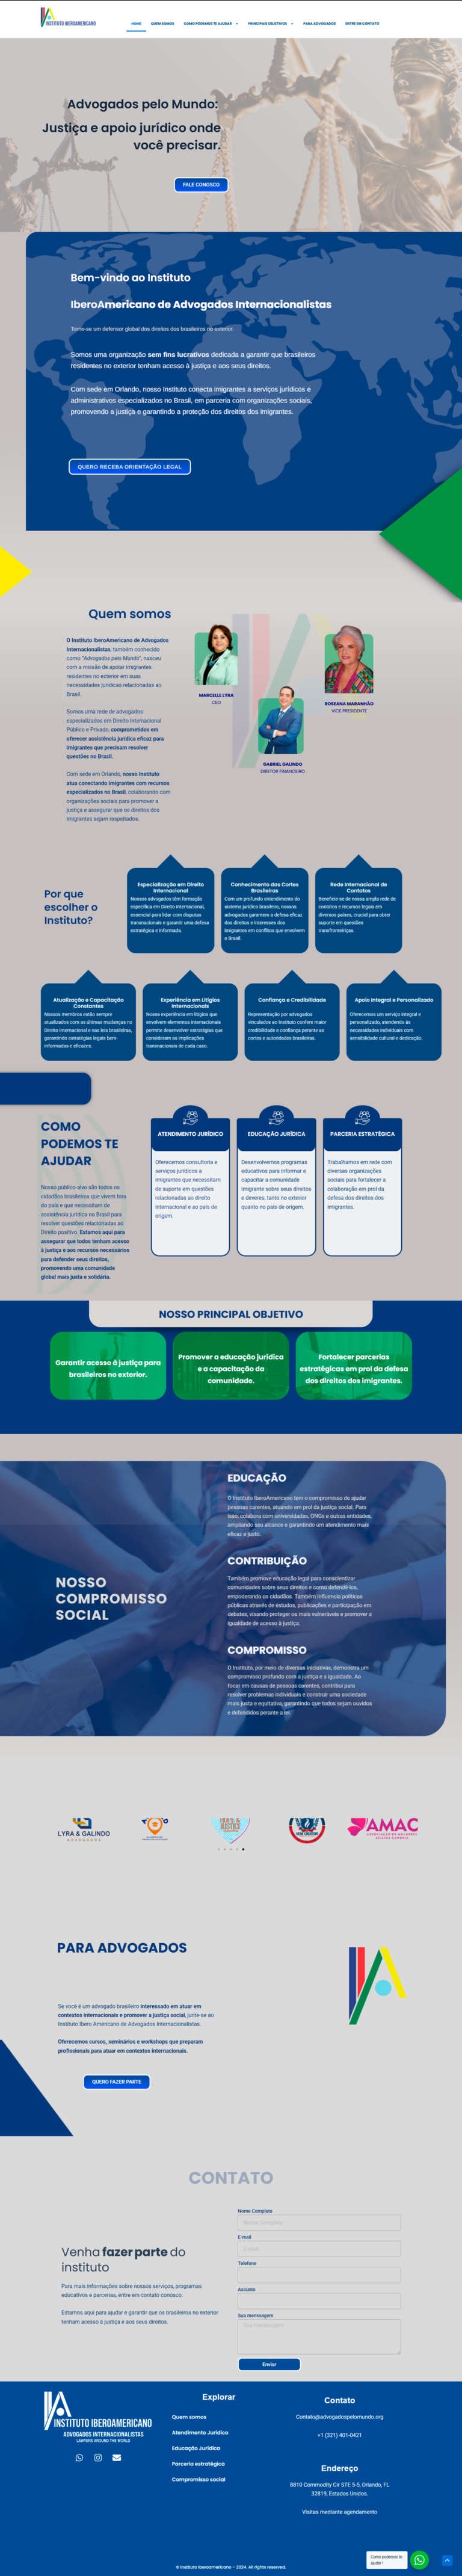 INSTITUTO IBEROAMERICANO
HOME
QUEM SOMOS
COMO PODEMOS TE AJUDAR
PRINCIPAIS OBJETIVOS
PARA ADVOGADOS
ENTRE EM CONTATO
Advogados pelo Mundo:
Justiça e apoio jurídico onde
você precisar.
FALE CONOSCO
Bem-vindo ao Instituto
IberoAmericano de Advogados Internacionalistas
Torne-se um defensor global dos direitos dos brasileiros no exterior.
Somos uma organização sem fins lucrativos dedicada a garantir que brasileiros
residentes no exterior tenham acesso à justiça e aos seus direitos.
Com sede em Orlando, nosso Instituto conecta imigrantes a serviços jurídicos e
administrativos especializados no Brasil, em parceria com organizações sociais,
promovendo a justiça e garantindo a proteção dos direitos dos imigrantes.
QUERO RECEBA ORIENTAÇÃO LEGAL
Quem somos
O Instituto IberoAmericano de Advogados
Internacionalistas, também conhecido
como "Advogados pelo Mundo", nasceu
com a missão de apoiar imigrantes
residentes no exterior em suas
necessidades jurídicas relacionadas ao
Brasil.
Somos uma rede de advogados
especializados em Direito Internacional
Público e Privado, comprometidos em
oferecer assistência jurídica eficaz para
imigrantes que precisam resolver
questões no Brasil.
Com sede em Orlando, nosso Instituto
atua conectando imigrantes com recursos
especializados no Brasil, colaborando com
organizações sociais para promover a
justiça e assegurar que os direitos dos
imigrantes sejam respeitados.
MARCELLE LYRA
CEO
ROSEANA MARANHÃO
VICE PRESIDENTE
GABRIEL GALINDO
DIRETOR FINANCEIRO
Por que
escolher o
Instituto?
Especialização em Direito
Internacional
Nossos advogados têm formação
específica em Direito Internacional,
essencial para lidar com disputas
transnacionais e garantir uma defesa
estratégica e informada.
Conhecimento das Cortes
Brasileiras
Com um profundo entendimento do
sistema jurídico brasileiro, nossos
advogados garantem a defesa eficaz
dos direitos e interesses dos
imigrantes em conflitos que envolvem
o Brasil.
Rede Internacional de
Contatos
Beneficie-se de nossa ampla rede de
contatos e recursos legais em
diversos países, crucial para obter
suporte em questões
transfronteiriças.
Atualização e Capacitação
Constantes
Nossos membros estão sempre
atualizados com as últimas mudanças no
Direito Internacional e nas leis brasileiras,
garantindo estratégias legais bem-
informadas e eficazes.
Experiência em Litígios
Internacionais
Nossa experiência em litígios que
envolvem elementos internacionais
permite desenvolver estratégias que
consideram as implicações
transnacionais de cada caso.
Confiança e Credibilidade
Representação por advogados
vinculados ao Instituto confere maior
credibilidade e confiança perante as
cortes e autoridades brasileiras.
Apoio Integral e Personalizado
Oferecemos um serviço integral e
personalizado, atendendo às
necessidades individuais com
sensibilidade cultural e dedicação.
COMO
PODEMOS TE
AJUDAR
Nosso público-alvo são todos os
cidadãos brasileiros que vivem fora
do país e que necessitam de
assistência jurídica no Brasil para
resolver questões relacionadas ao
Direito positivo. Estamos aqui para
assegurar que todos tenham acesso
à justiça e aos recursos necessários
para defender seus direitos,
promovendo uma comunidade
global mais justa e solidária.
ATENDIMENTO JURÍDICO
Oferecemos consultoria e
serviços jurídicos a
imigrantes que necessitam
de suporte em questões
relacionadas ao direito
internacional e ao país de
origem.
EDUCAÇÃO JURÍDICA
Desenvolvemos programas
educativos para informar e
capacitar a comunidade
imigrante sobre seus direitos
e deveres, tanto no exterior
quanto no país de origem.
PARCERIA ESTRATÉGICA
Trabalhamos em rede com
diversas organizações
sociais para fortalecer a
colaboração em prol da
defesa dos direitos dos
imigrantes.
NOSSO PRINCIPAL OBJETIVO
Garantir acesso à justiça para
brasileiros no exterior.
Promover a educação jurídica
e a capacitação da
comunidade.
Fortalecer parcerias
estratégicas em prol da defesa
dos direitos dos imigrantes.
NOSSO
COMPROMISSO
SOCIAL
EDUCAÇÃO
O Instituto IberoAmericano tem o compromisso de ajudar
pessoas carentes, atuando em prol da justiça social. Para
isso, colabora com universidades, ONGs e outras entidades,
ampliando seu alcance e garantindo um atendimento mais
eficaz e justo.
CONTRIBUIÇÃO
Também promove educação legal para conscientizar
comunidades sobre seus direitos e como defendê-los,
empoderando os cidadãos. Também influencia políticas
públicas através de estudos, publicações e participação em
debates, visando proteger os mais vulneráveis e promover a
igualdade de acesso à justiça.
COMPROMISSO
O Instituto, por meio de diversas iniciativas, demonstra um
compromisso profundo com a justiça e a igualdade. Ao
focar em causas de pessoas carentes, contribui para
resolver problemas individuais e construir uma sociedade
mais justa e equitativa, garantindo que todos sejam ouvidos
e defendidos perante a lei.
LYRA & GALINDO
ADVOGADOS
AMAC
PARA ADVOGADOS
Se você é um advogado brasileiro interessado em atuar em
contextos internacionais e promover a justiça social, junte-se ao
Instituto Ibero Americano de Advogados Internacionalistas.
Oferecemos cursos, seminários e workshops que preparam
profissionais para atuar em contextos internacionais.
QUERO FAZER PARTE
CONTATO
Venha fazer parte do
instituto
Para mais informações sobre nossos serviços, programas
educativos e parcerias, entre em contato conosco.
Estamos aqui para ajudar e garantir que os brasileiros no exterior
tenham acesso à justiça e aos seus direitos.
Nome Completo
Nome Completo
E-mail
E-mail
Telefone
Assunto
Sua mensagem
Sua mensagem
Enviar
INSTITUTO IBEROAMERICANO
ADVOGADOS INTERNACIONALISTAS
LAWYERS AROUND THE WORLD
Explorar
Quem somos
Atendimento Jurídico
Educação Jurídica
Parceria estratégica
Compromisso social
Contato
Contato@advogadospelomundo.org
+1 (321) 401-0421
Endereço
8810 Commodity Cir STE 5-5, Orlando, FL
32819, Estados Unidos.
Visitas mediante agendamento
Como podemos te
ajudar !
© Instituto Iberoamericano – 2024. All rights reserved.